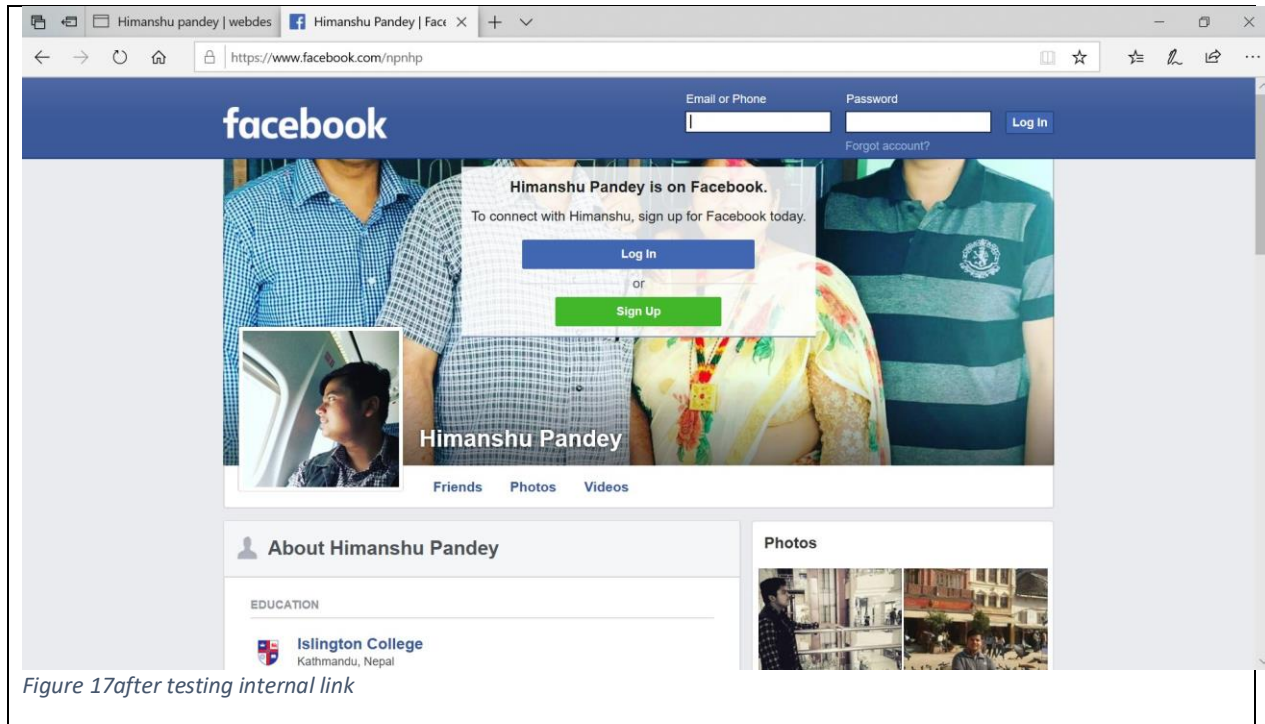 Himanshu pandey | webdes
Himanshu Pandey | Face
https://www.facebook.com/npnhp
facebook
Email or Phone
Password
Log In
Forgot account?
Himanshu Pandey is on Facebook.
To connect with Himanshu, sign up for Facebook today.
Log In
or
Sign Up
Himanshu Pandey
Friends Photos Videos
About Himanshu Pandey
EDUCATION
Islington College
Kathmandu, Nepal
Photos
Figure 17after testing internal link